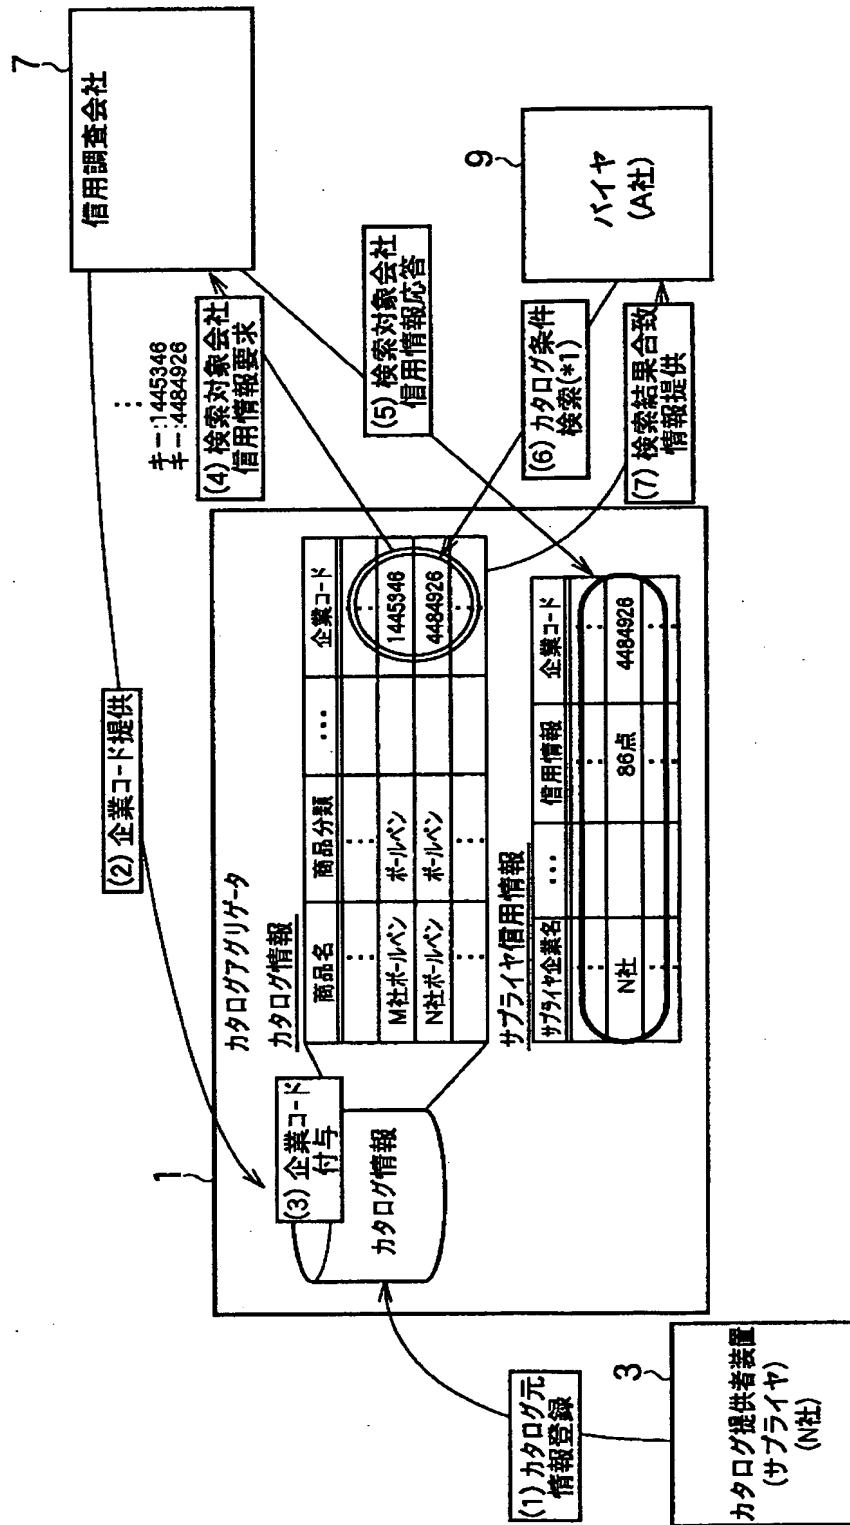 7
信用調査会社
(2) 企業コード提供
：
キー:1445346
キー:4484926
(4) 検索対象会社
信用情報要求
(5) 検索対象会社
信用情報応答
9
バイヤ
(A社)
(6) カタログ条件
検索(*1)
(7) 検索結果合致
情報提供
1
カタログアグリゲータ
(3) 企業コード
付与
カタログ情報
カタログ情報
商品名 商品分類 … 企業コード
： ： ：
M社ボールペン ボールペン 1445346
N社ボールペン ボールペン 4484926
： ： ：
サプライヤ信用情報
サプライヤ企業名 … 信用情報 企業コード
： ： ：
N社 86点 4484926
： ： ：
(1) カタログ元
情報登録
3
カタログ提供者装置
(サプライヤ)
(N社)